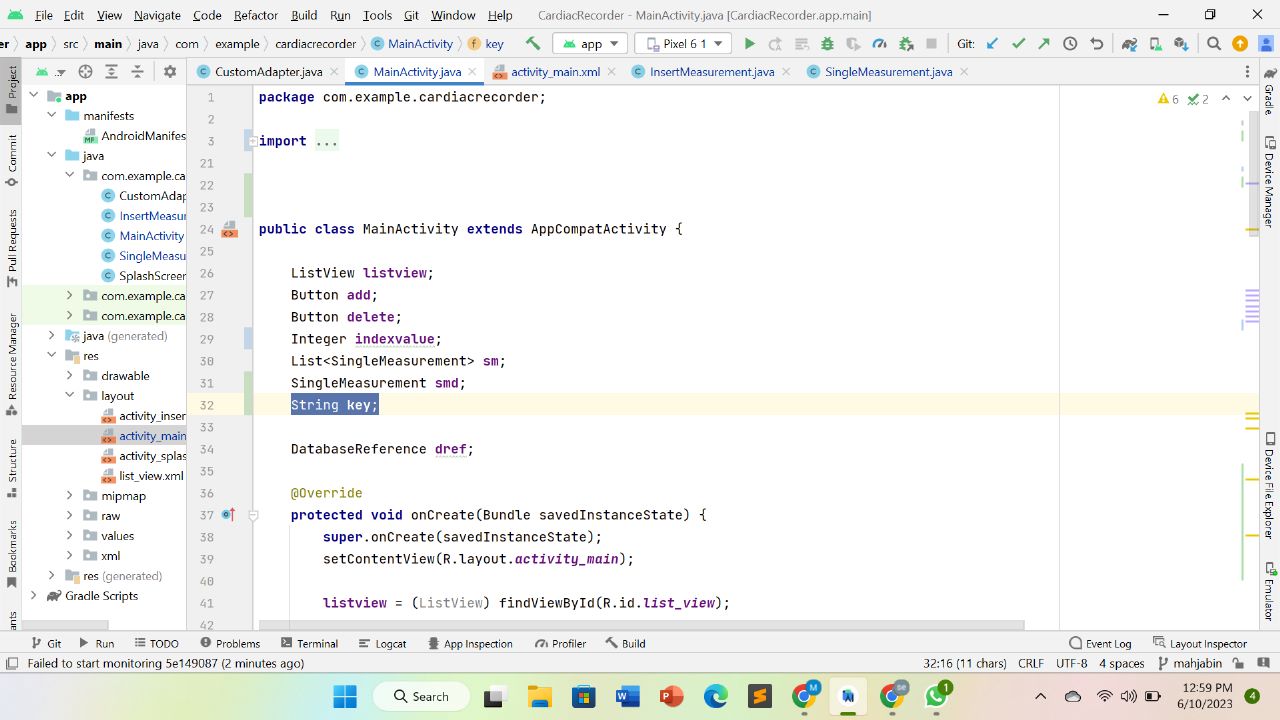 File Edit View Navigate Code Refactor Build Run Tools Git Window Help CardiacRecorder - MainActivity.java [CardiacRecorder.app.main]
er app src main java com example cardiacrecorder MainActivity key app Pixel 6 1 Git:
CustomAdapter.java MainActivity.java activity_main.xml InsertMeasurement.java SingleMeasurement.java
Project
Commit
Pull Requests
Resource Manager
Structure
Bookmarks
app
manifests
AndroidManifes
java
com.example.ca
CustomAdap
InsertMeasur
MainActivity
SingleMeasu
SplashScreen
com.example.ca
com.example.ca
java (generated)
res
drawable
layout
activity_inser
activity_main
activity_splas
list_view.xml
mipmap
raw
values
xml
res (generated)
Gradle Scripts
6 2
1 package com.example.cardiacrecorder;
2
3 import ...
21
22
23
24 public class MainActivity extends AppCompatActivity {
25
26 ListView listview;
27 Button add;
28 Button delete;
29 Integer indexvalue;
30 List<SingleMeasurement> sm;
31 SingleMeasurement smd;
32 String key;
33
34 DatabaseReference dref;
35
36 @Override
37 protected void onCreate(Bundle savedInstanceState) {
38 super.onCreate(savedInstanceState);
39 setContentView(R.layout.activity_main);
40
41 listview = (ListView) findViewById(R.id.list_view);
42
Gradle
Device Manager
Device File Explorer
Emulator
Git Run TODO Problems Terminal Logcat App Inspection Profiler Build Event Log Layout Inspector
Failed to start monitoring 5e149087 (2 minutes ago) 32:16 (11 chars) CRLF UTF-8 4 spaces mahjabin
Search 12:59 PM
6/10/2023 4